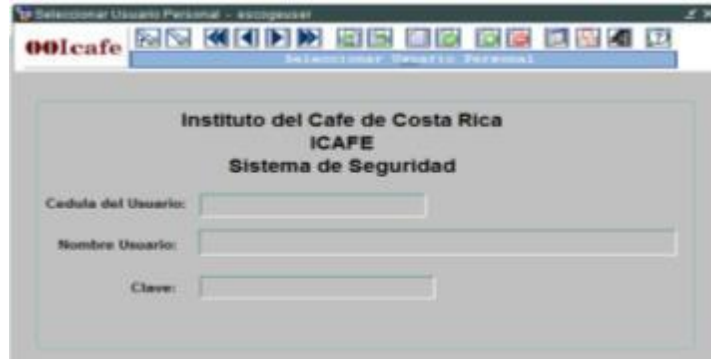 Seleccionar Usuario Personal - escogeuser
00Icafe
Seleccionar Usuario Personal
Instituto del Cafe de Costa Rica
ICAFE
Sistema de Seguridad
Cedula del Usuario:
Nombre Usuario:
Clave: